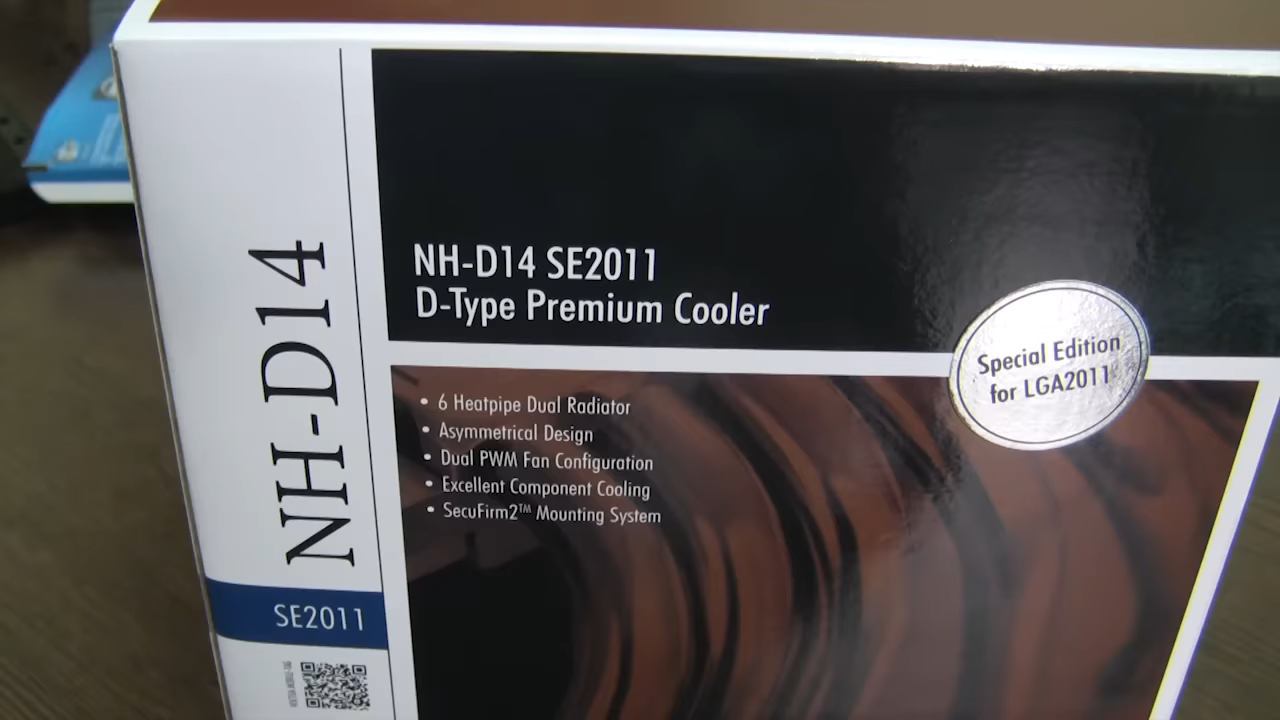 NH-D14
SE2011
NH-D14 SE2011
D-Type Premium Cooler
Special Edition
for LGA2011
• 6 Heatpipe Dual Radiator
• Asymmetrical Design
• Dual PWM Fan Configuration
• Excellent Component Cooling
• SecuFirm2™ Mounting System